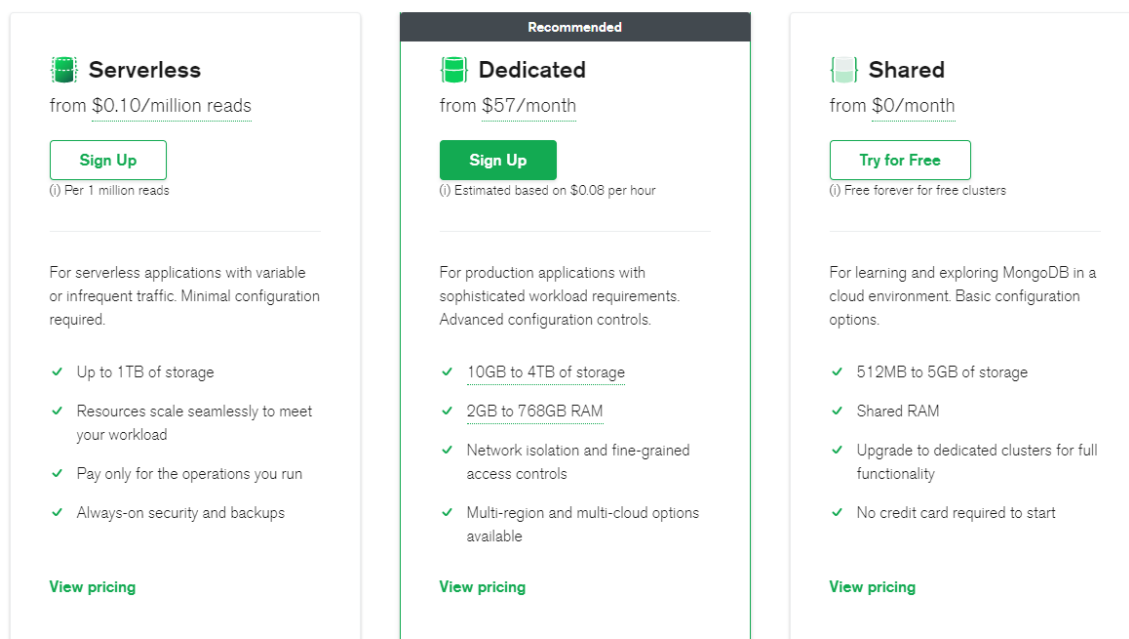 Serverless
from $0.10/million reads
Sign Up
(i) Per 1 million reads
For serverless applications with variable
or infrequent traffic. Minimal configuration
required.
Up to 1TB of storage
Resources scale seamlessly to meet
your workload
Pay only for the operations you run
Always-on security and backups
View pricing
Recommended
Dedicated
from $57/month
Sign Up
(i) Estimated based on $0.08 per hour
For production applications with
sophisticated workload requirements.
Advanced configuration controls.
10GB to 4TB of storage
2GB to 768GB RAM
Network isolation and fine-grained
access controls
Multi-region and multi-cloud options
available
View pricing
Shared
from $0/month
Try for Free
(i) Free forever for free clusters
For learning and exploring MongoDB in a
cloud environment. Basic configuration
options.
512MB to 5GB of storage
Shared RAM
Upgrade to dedicated clusters for full
functionality
No credit card required to start
View pricing